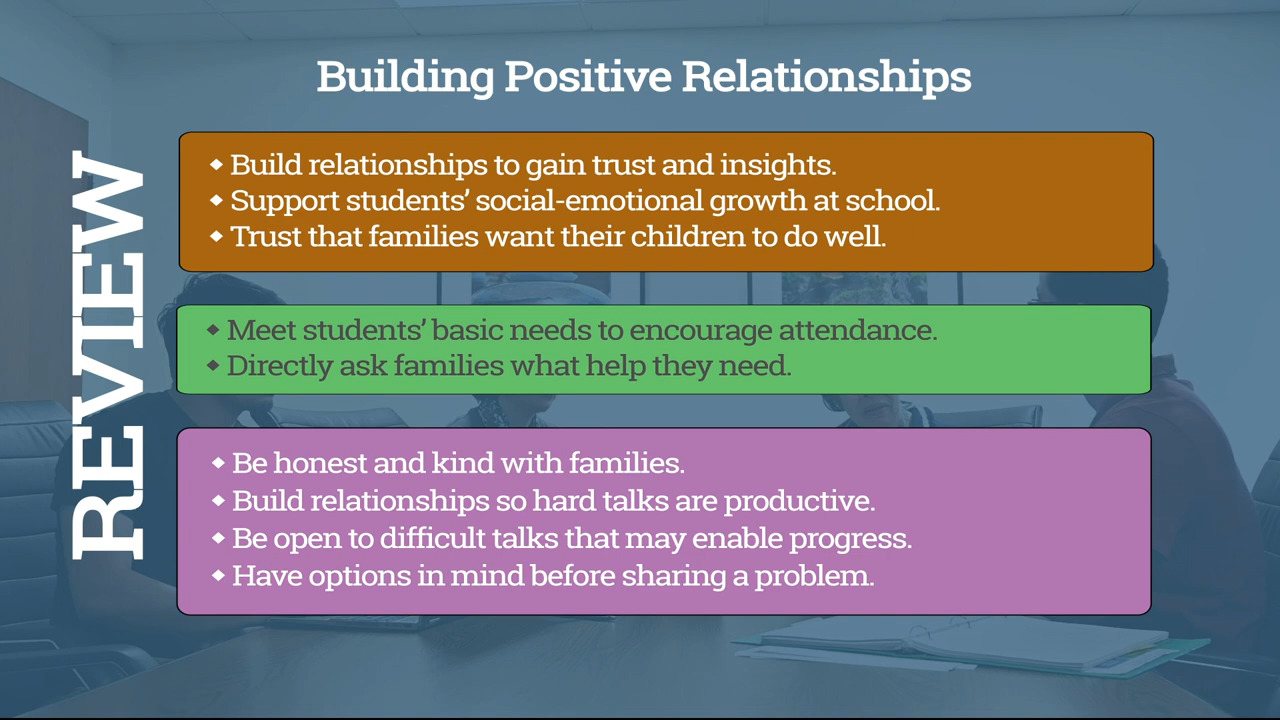 Building Positive Relationships
REVIEW
◆ Build relationships to gain trust and insights.
◆ Support students’ social-emotional growth at school.
◆ Trust that families want their children to do well.
◆ Meet students’ basic needs to encourage attendance.
◆ Directly ask families what help they need.
◆ Be honest and kind with families.
◆ Build relationships so hard talks are productive.
◆ Be open to difficult talks that may enable progress.
◆ Have options in mind before sharing a problem.